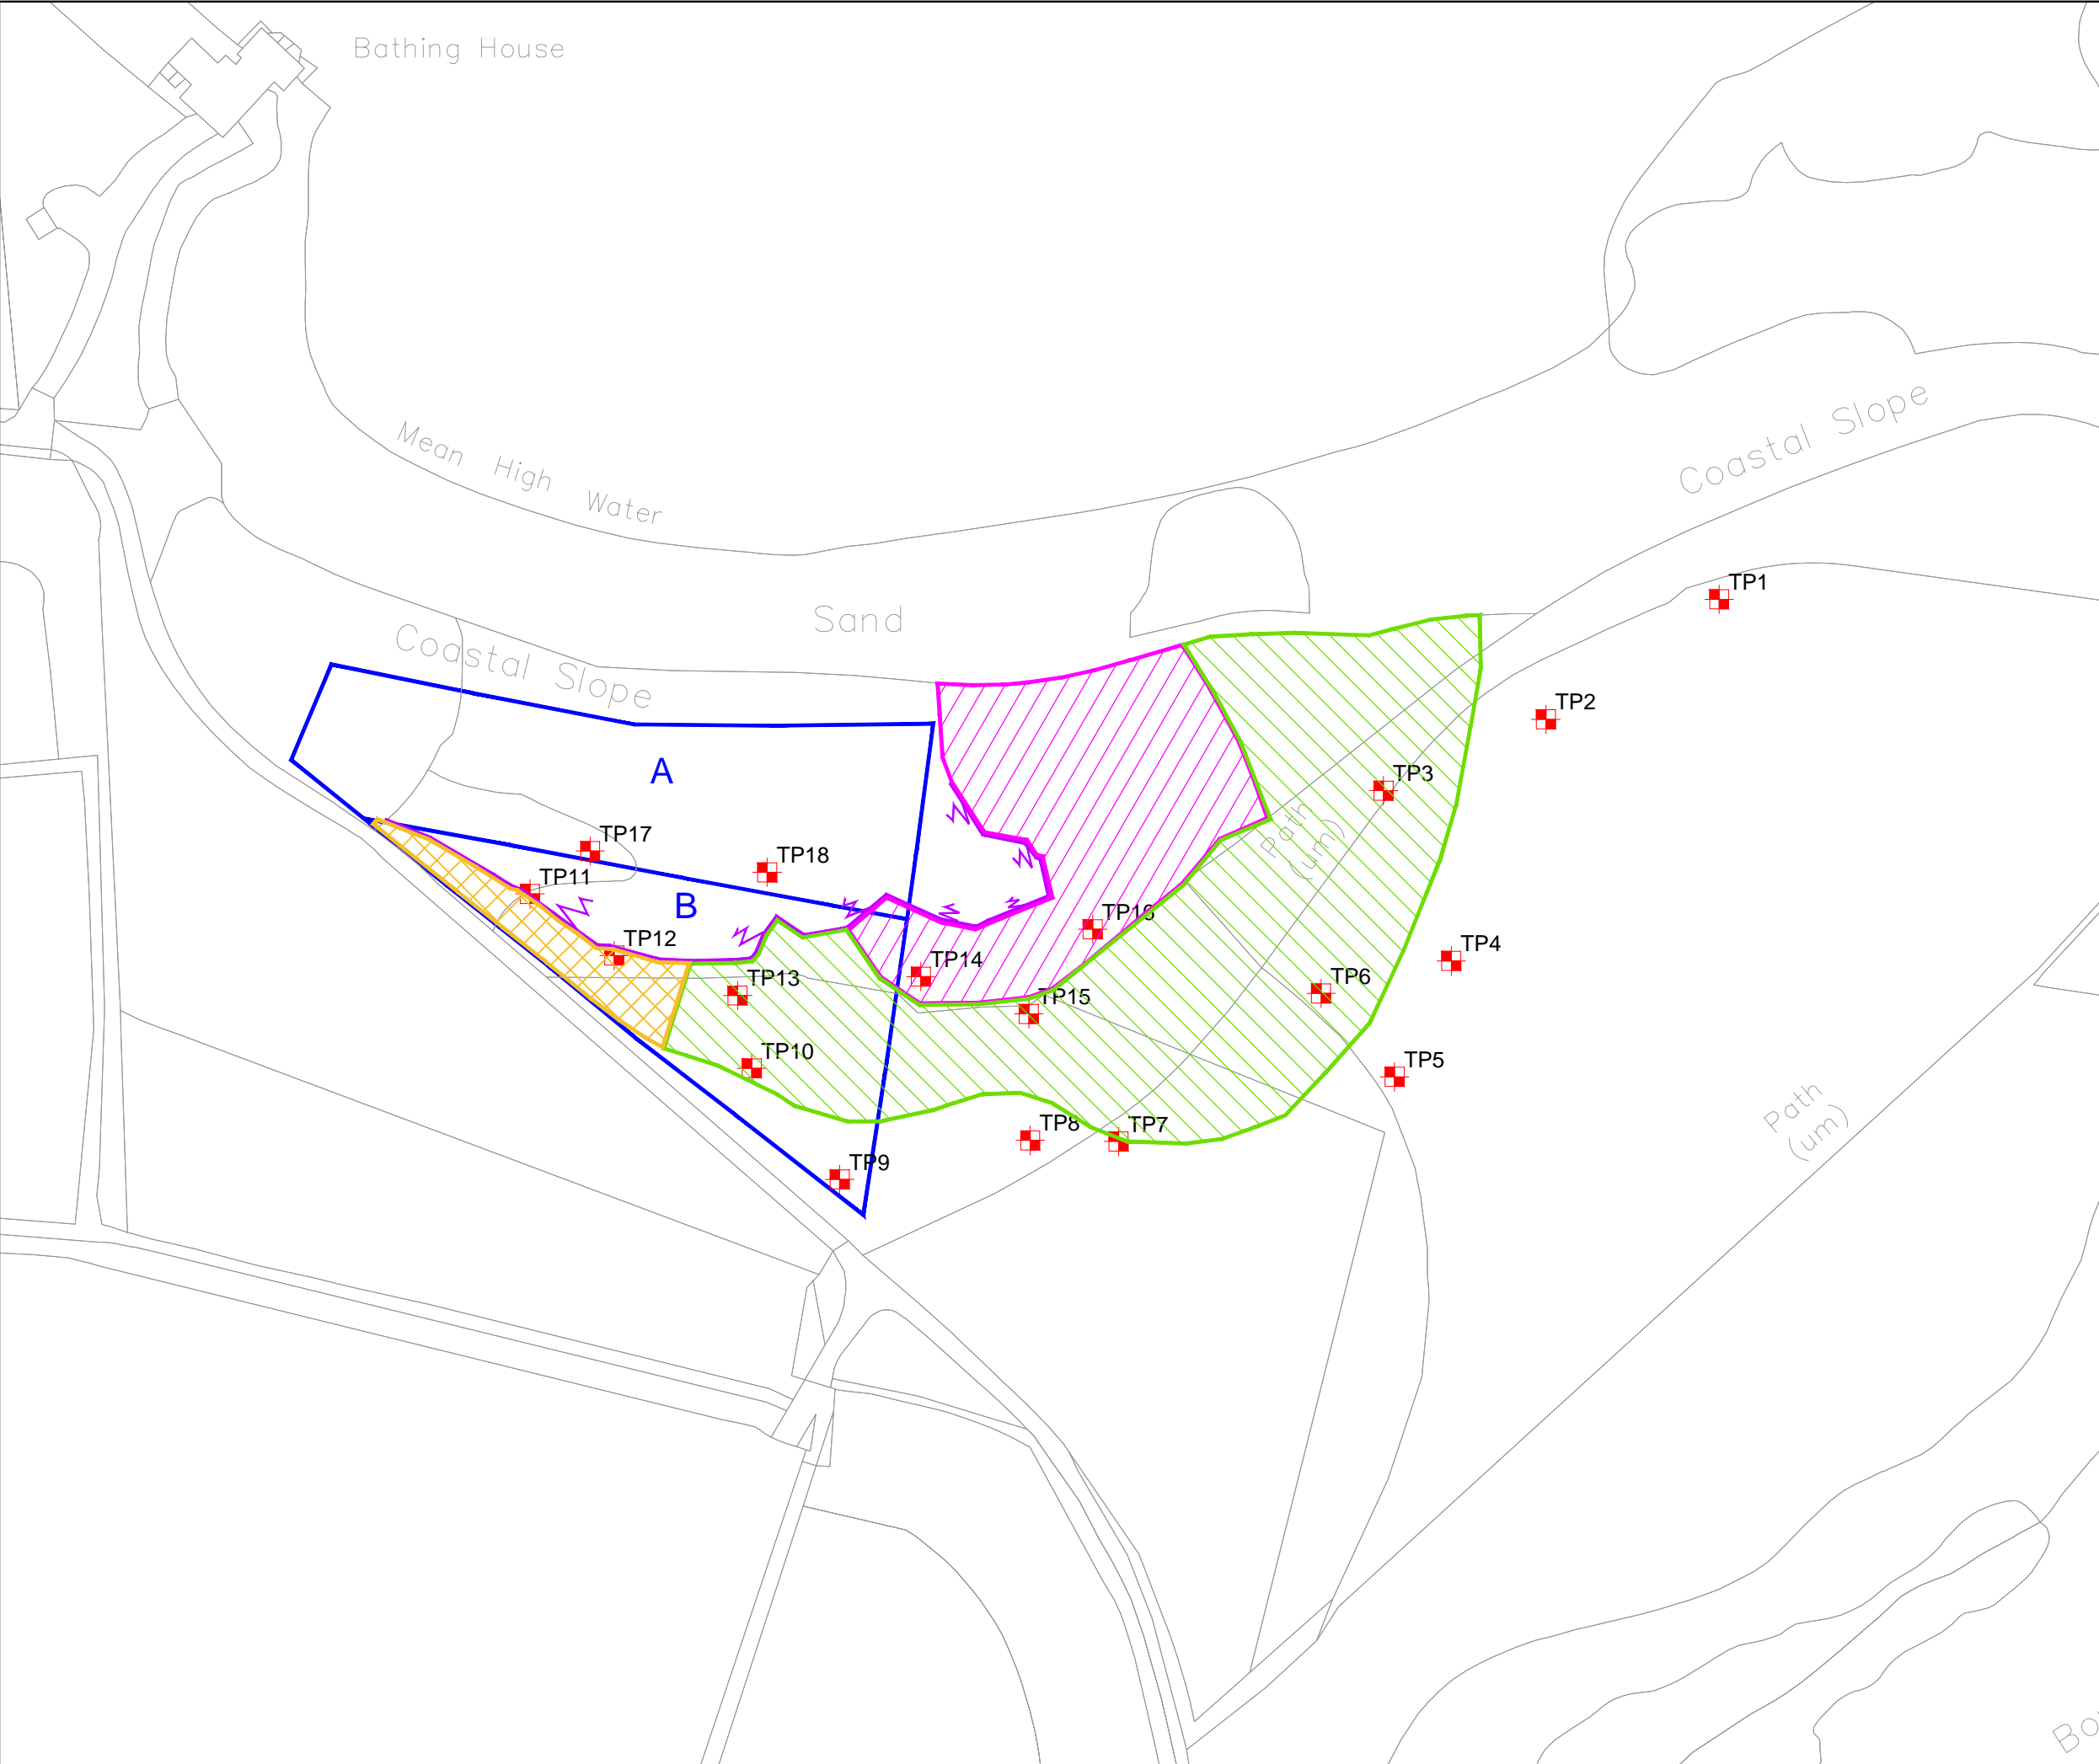 Bathing House
Mean High Water
Coastal Slope
TP1
Sand
Coastal Slope
TP2
A
TP3
Path
(um)
TP17
TP18
TP11
B
TP16
TP12
TP4
TP14
TP13
TP6
TP15
TP10
TP5
TP8
TP7
Path
(um)
TP9